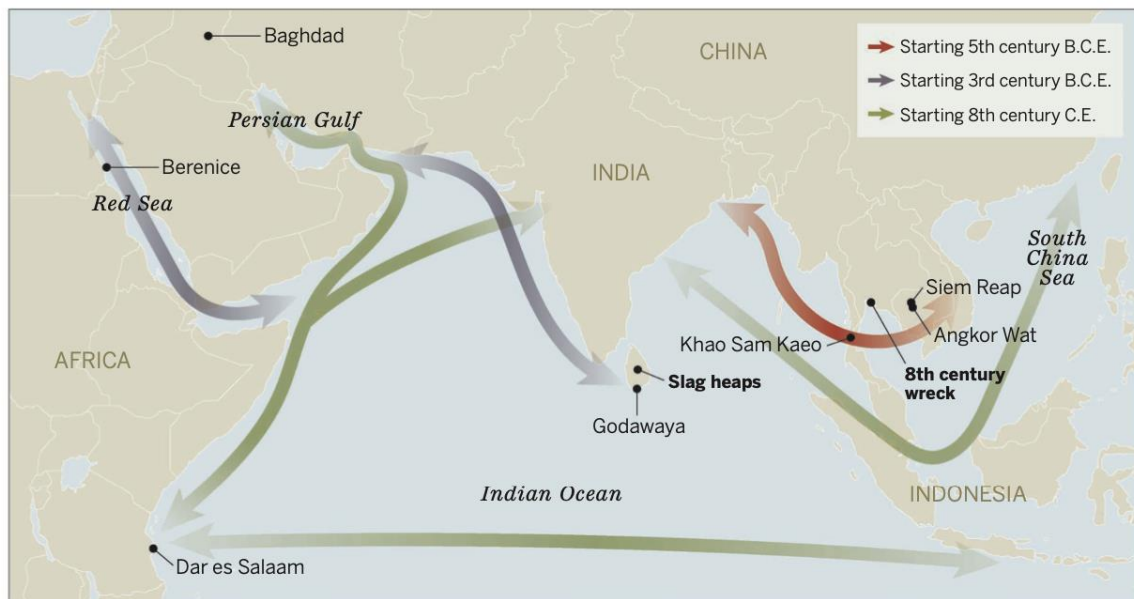 Baghdad
CHINA
Starting 5th century B.C.E.
Starting 3rd century B.C.E.
Starting 8th century C.E.
Persian Gulf
Berenice
INDIA
Red Sea
South
China
Sea
Siem Reap
Angkor Wat
Khao Sam Kaeo
AFRICA
Slag heaps
8th century
wreck
Godawaya
Indian Ocean
INDONESIA
Dar es Salaam